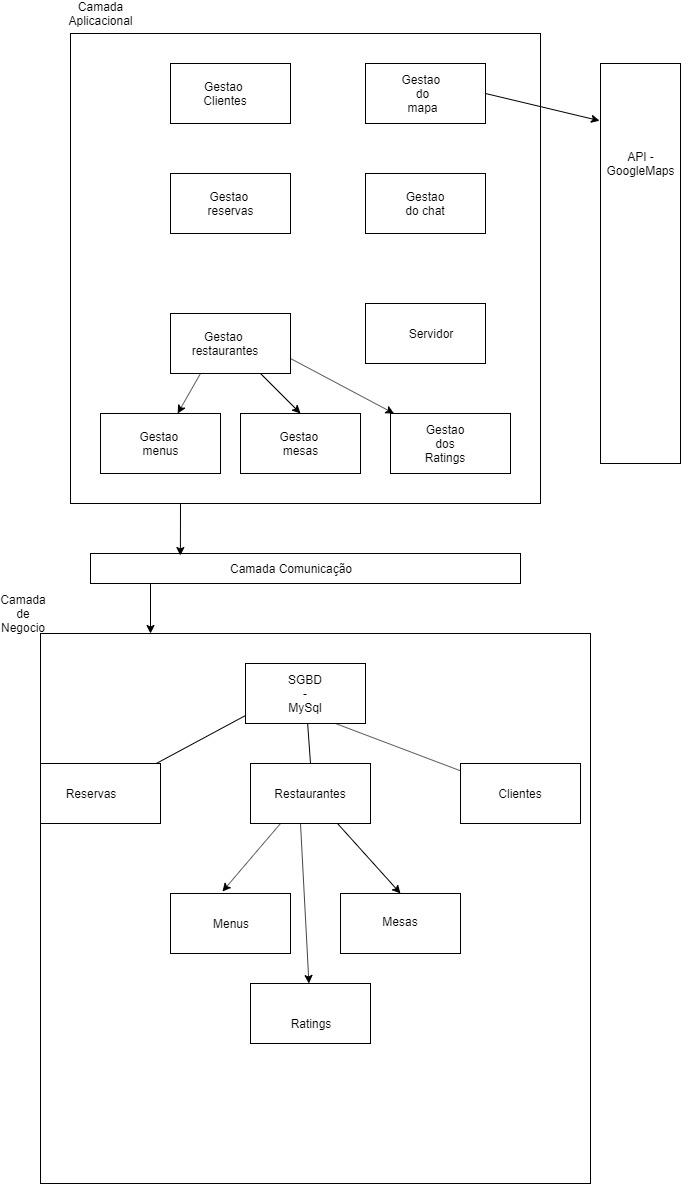 Camada
Aplicacional
Gestao
Clientes
Gestao
do
mapa
API -
GoogleMaps
Gestao
reservas
Gestao
do chat
Gestao
restaurantes
Servidor
Gestao
menus
Gestao
mesas
Gestao
dos
Ratings
Camada Comunicação
Camada
de
Negocio
SGBD
-
MySql
Reservas
Restaurantes
Clientes
Menus
Mesas
Ratings